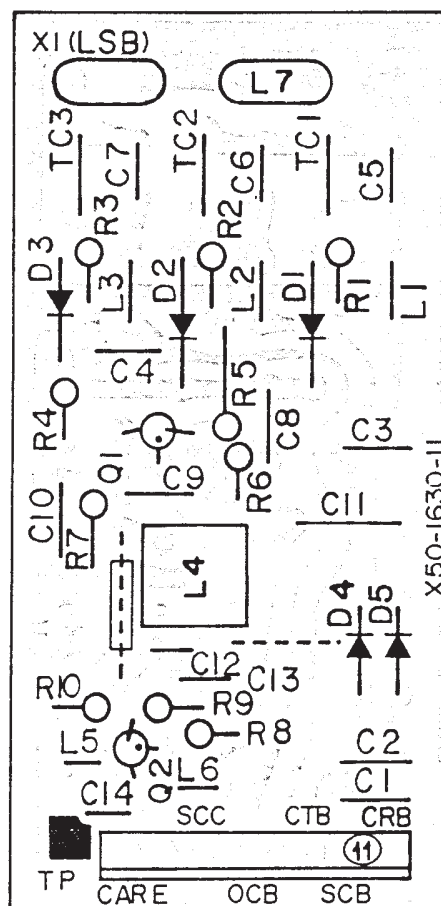 X1 (LSB)
L7
TC3
C7
TC2
C6
TC1
C5
R3
R2
D3
L3
D2
L2
D1
R1
L1
C4
R4
R5
C8
C3
Q1
C9
R6
C10
R7
C11
X50-1630-11
L4
D4
D5
C12
C13
R10
R9
R8
L5
Q2
L6
C2
C1
C14
SCC
CTB
CRB
11
TP
CARE
OCB
SCB